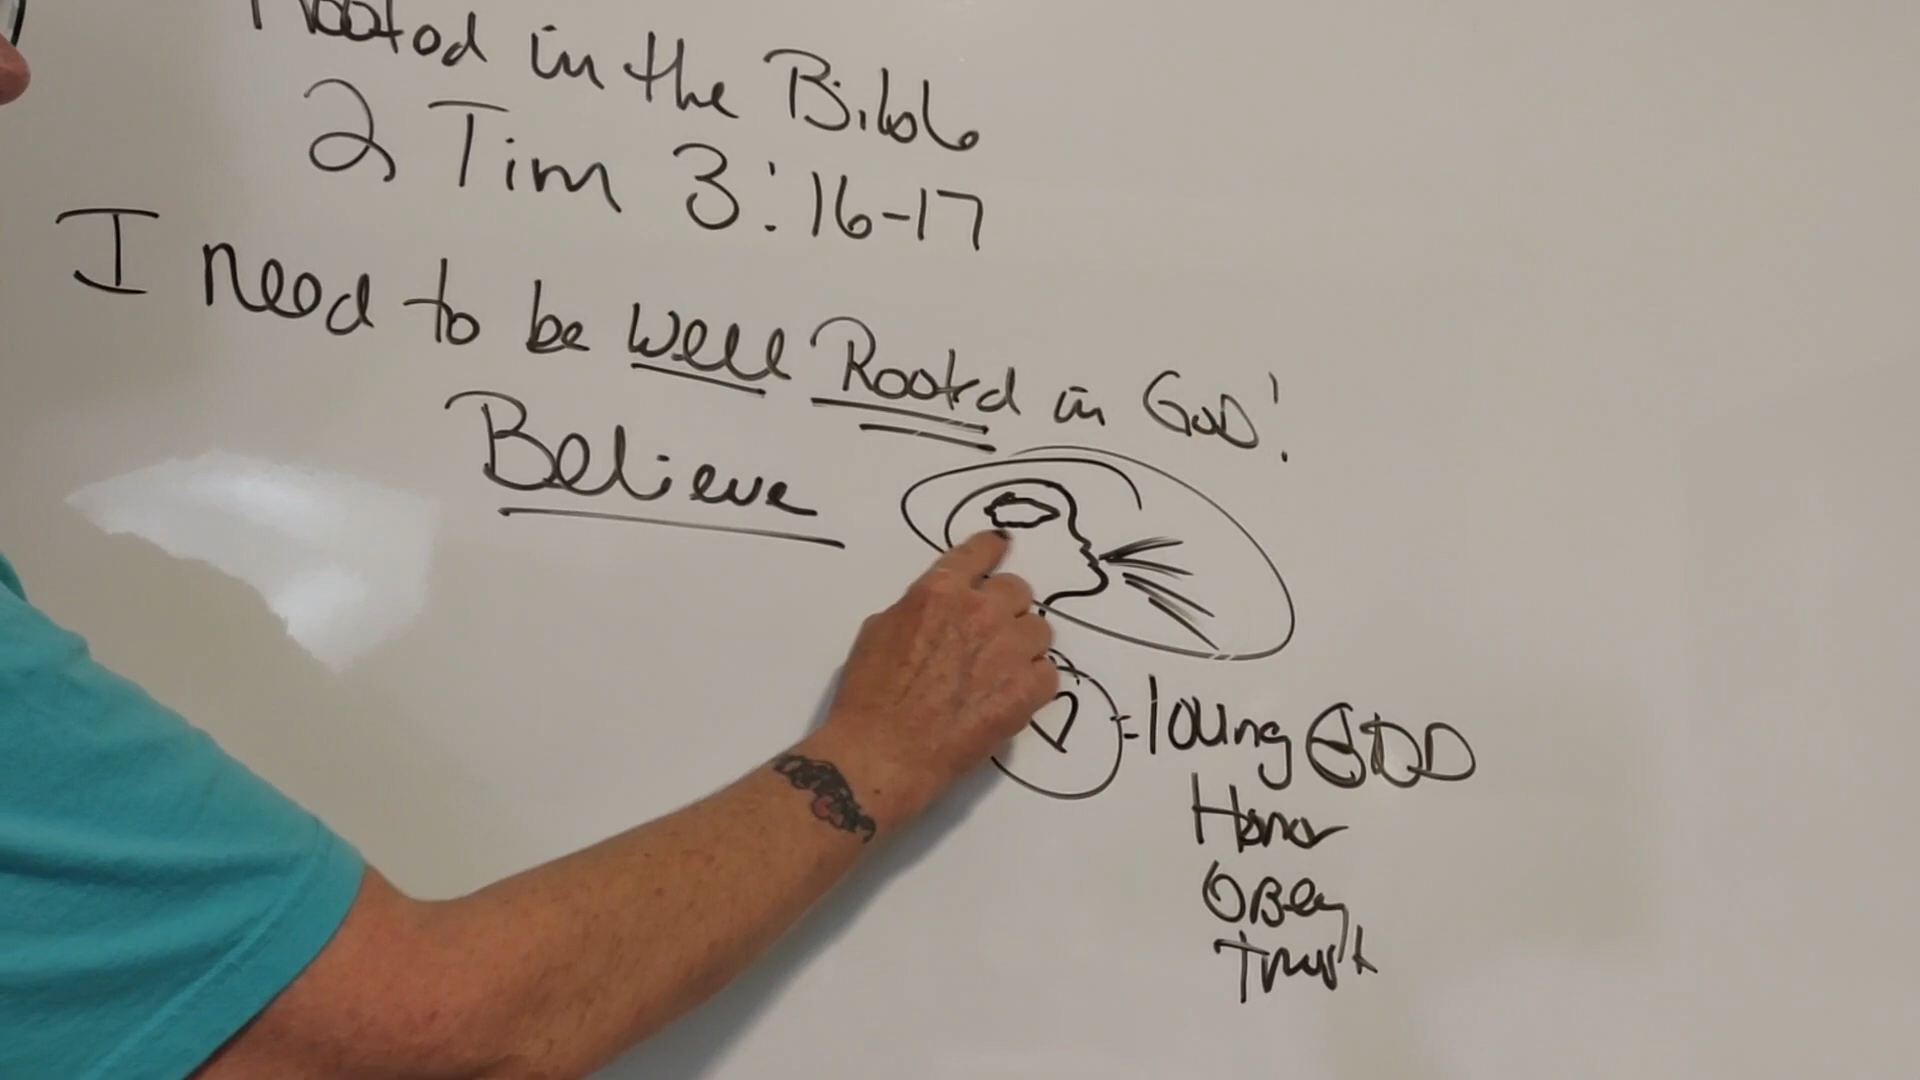 Rooted in the Bible
2 Tim 3:16-17
I need to be well Rooted in GOD!
Believe
= loving GOD
Honor
Obey
Trust